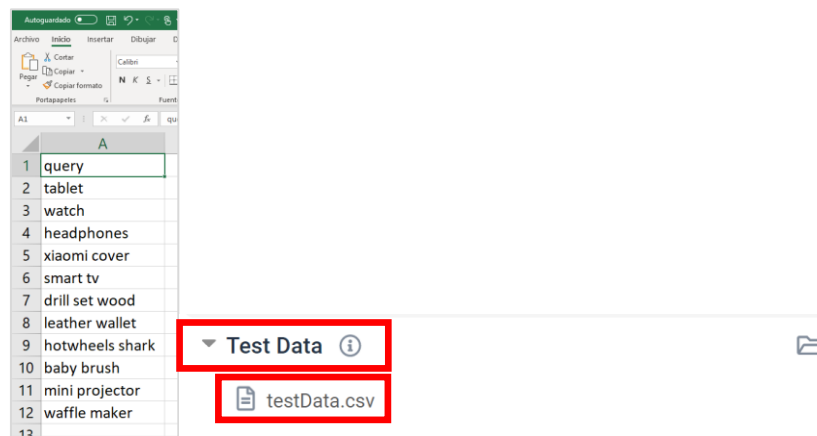 Autoguardado
Archivo Inicio Insertar Dibujar D
Pegar
Cortar
Copiar
Copiar formato
Portapapeles
Calibri
N K S
Fuent
A1 fx qu
A
1 query
2 tablet
3 watch
4 headphones
5 xiaomi cover
6 smart tv
7 drill set wood
8 leather wallet
9 hotwheels shark
10 baby brush
11 mini projector
12 waffle maker
13
Test Data
testData.csv